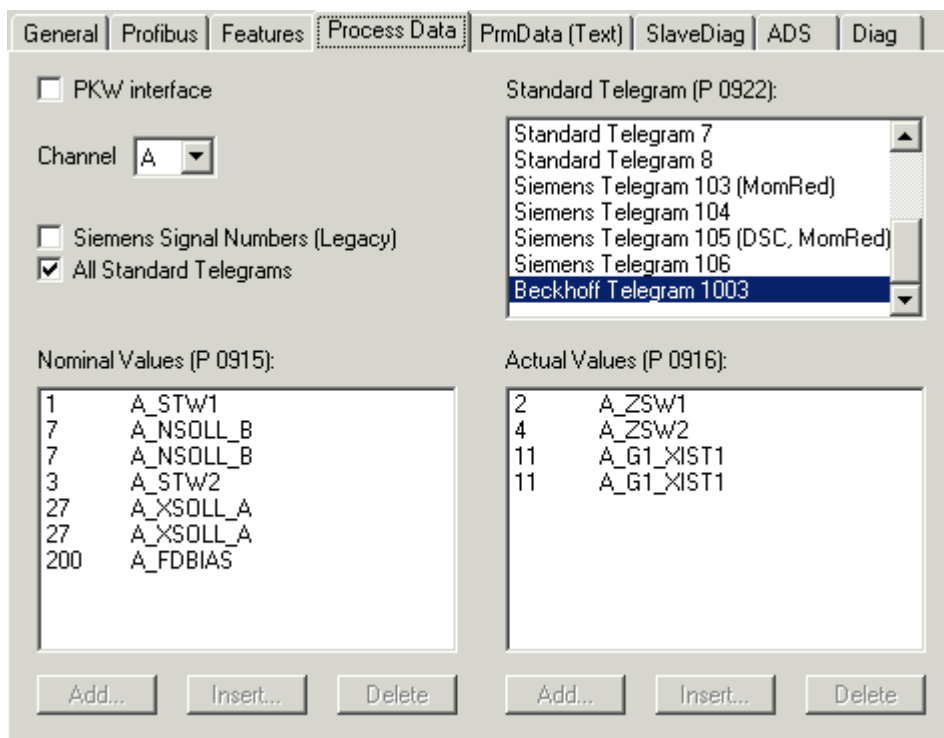 General Profibus Features Process Data PrmData (Text) SlaveDiag ADS Diag
PKW interface
Channel A
Siemens Signal Numbers (Legacy)
All Standard Telegrams
Standard Telegram (P 0922):
Standard Telegram 7
Standard Telegram 8
Siemens Telegram 103 (MomRed)
Siemens Telegram 104
Siemens Telegram 105 (DSC, MomRed)
Siemens Telegram 106
Beckhoff Telegram 1003
Nominal Values (P 0915):
1 A_STW1
7 A_NSOLL_B
7 A_NSOLL_B
3 A_STW2
27 A_XSOLL_A
27 A_XSOLL_A
200 A_FDBIAS
Add... Insert... Delete
Actual Values (P 0916):
2 A_ZSW1
4 A_ZSW2
11 A_G1_XIST1
11 A_G1_XIST1
Add... Insert... Delete